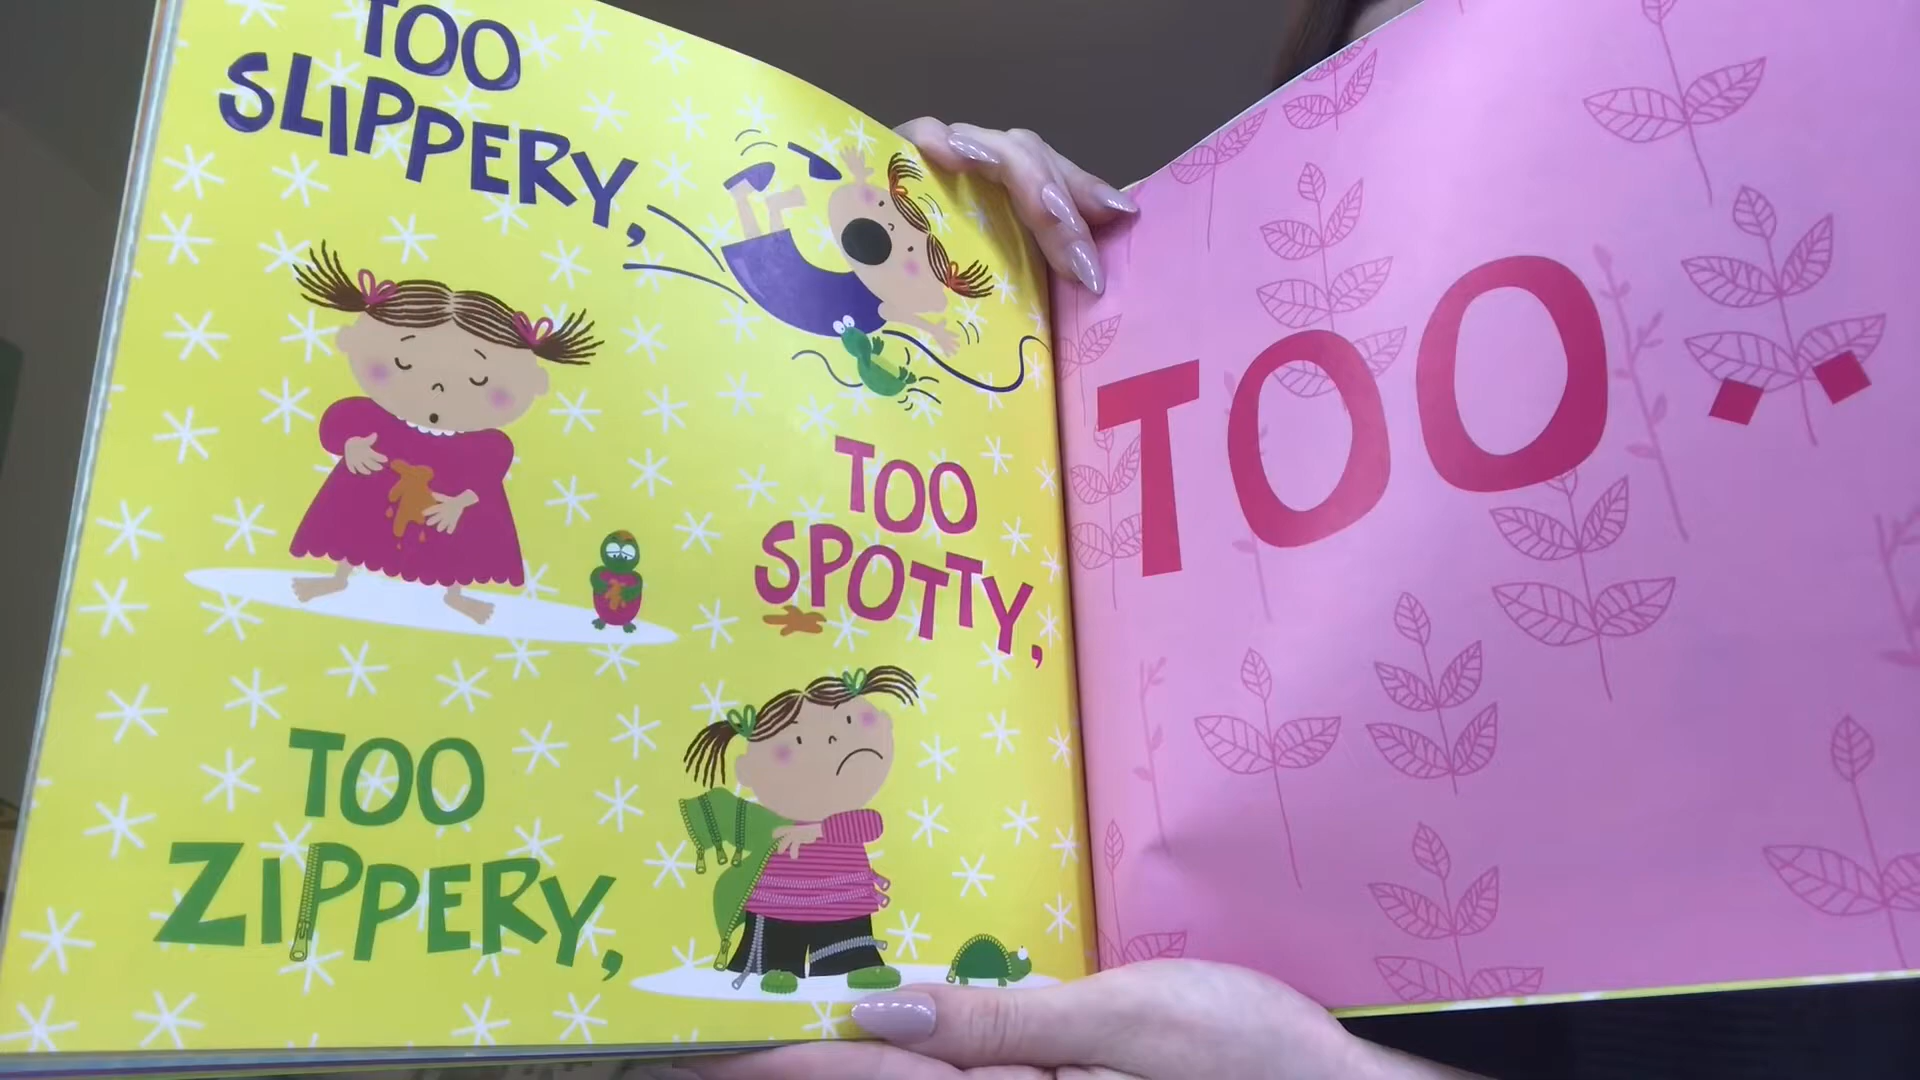 TOO
SLIPPERY,
TOO
SPOTTY,
TOO
ZIPPERY,
TOO ..